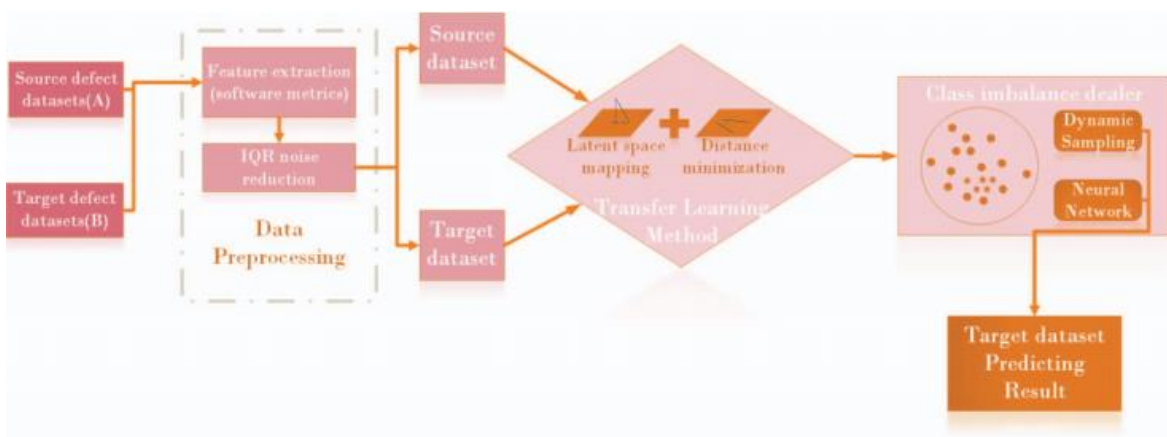 Source defect
datasets(A)
Target defect
datasets(B)
Feature extraction
(software metrics)
IQR noise
reduction
Data
Preprocessing
Source
dataset
Target
dataset
Latent space
mapping
Distance
minimization
Transfer Learning
Method
Class imbalance dealer
Dynamic
Sampling
Neural
Network
Target dataset
Predicting
Result